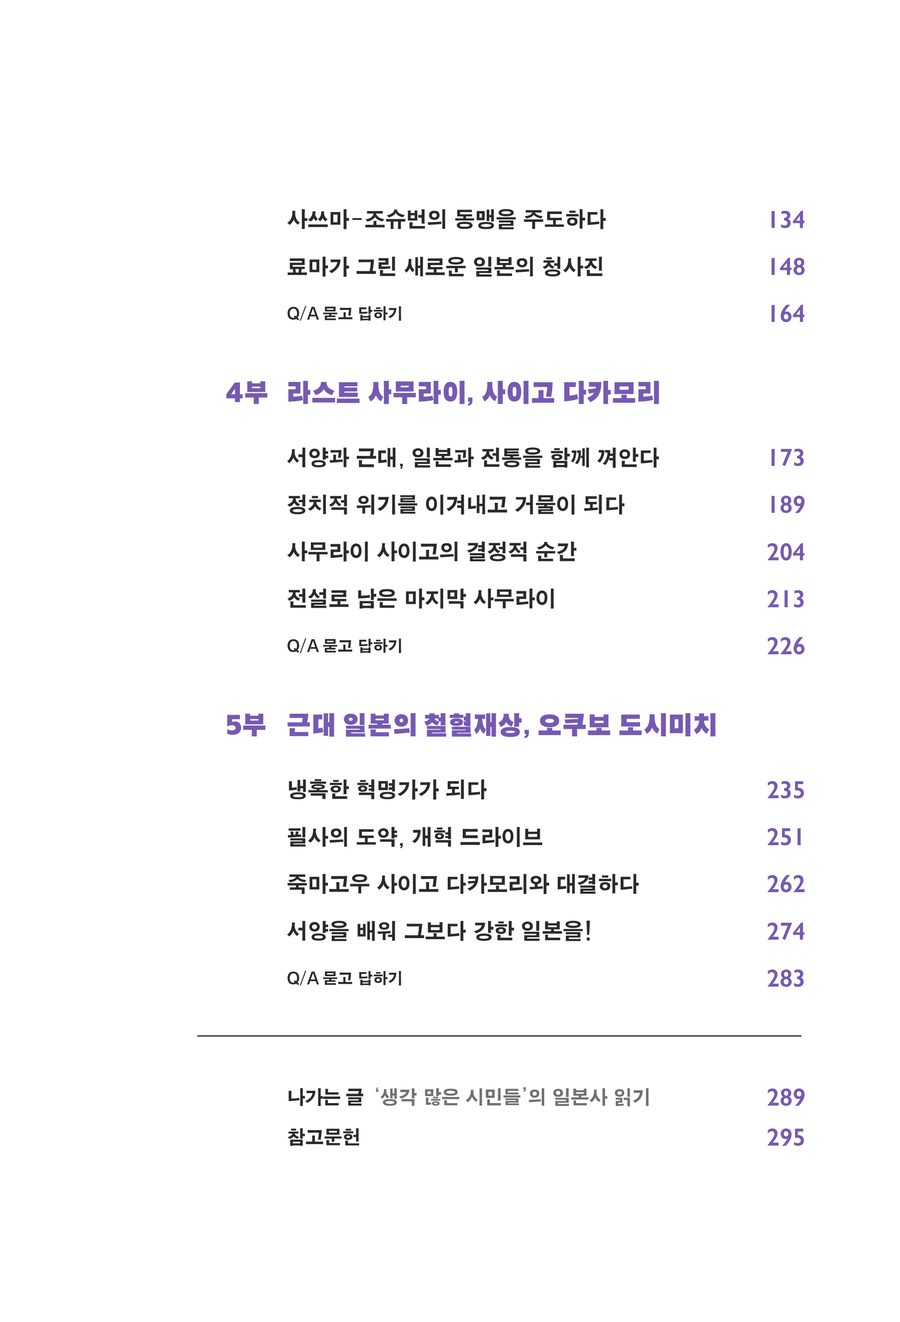 사쓰마-조슈번의 동맹을 주도하다 134
료마가 그린 새로운 일본의 청사진 148
Q/A 묻고 답하기 164
4부 라스트 사무라이, 사이고 다카모리
서양과 근대, 일본과 전통을 함께 껴안다 173
정치적 위기를 이겨내고 거물이 되다 189
사무라이 사이고의 결정적 순간 204
전설로 남은 마지막 사무라이 213
Q/A 묻고 답하기 226
5부 근대 일본의 철혈재상, 오쿠보 도시미치
냉혹한 혁명가가 되다 235
필사의 도약, 개혁 드라이브 251
죽마고우 사이고 다카모리와 대결하다 262
서양을 배워 그보다 강한 일본을! 274
Q/A 묻고 답하기 283
나가는 글 ‘생각 많은 시민들’의 일본사 읽기 289
참고문헌 295